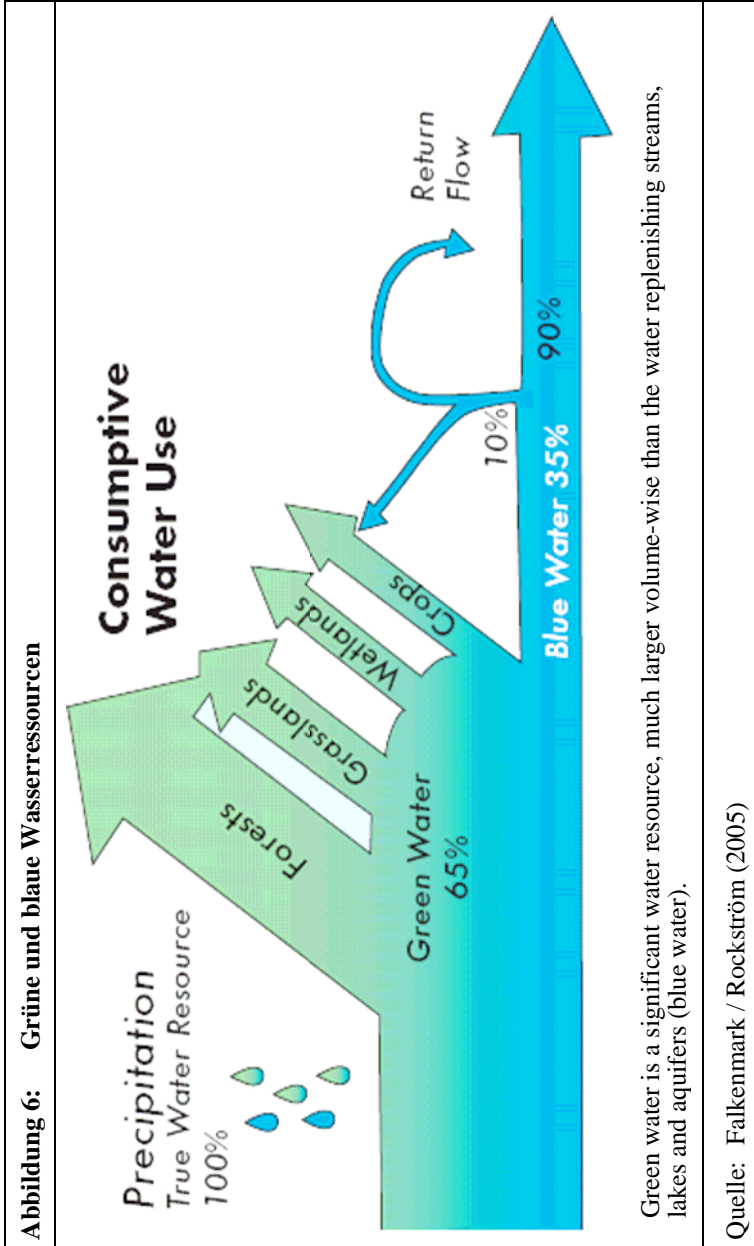 Abbildung 6: Grüne und blaue Wasserressourcen
Precipitation
True Water Resource
100%
Consumptive
Water Use
Forests
Grasslands
Wetlands
Crops
Green Water
65%
Return
Flow
10%
90%
Blue Water 35%
Green water is a significant water resource, much larger volume-wise than the water replenishing streams,
lakes and aquifers (blue water).
Quelle: Falkenmark / Rockström (2005)